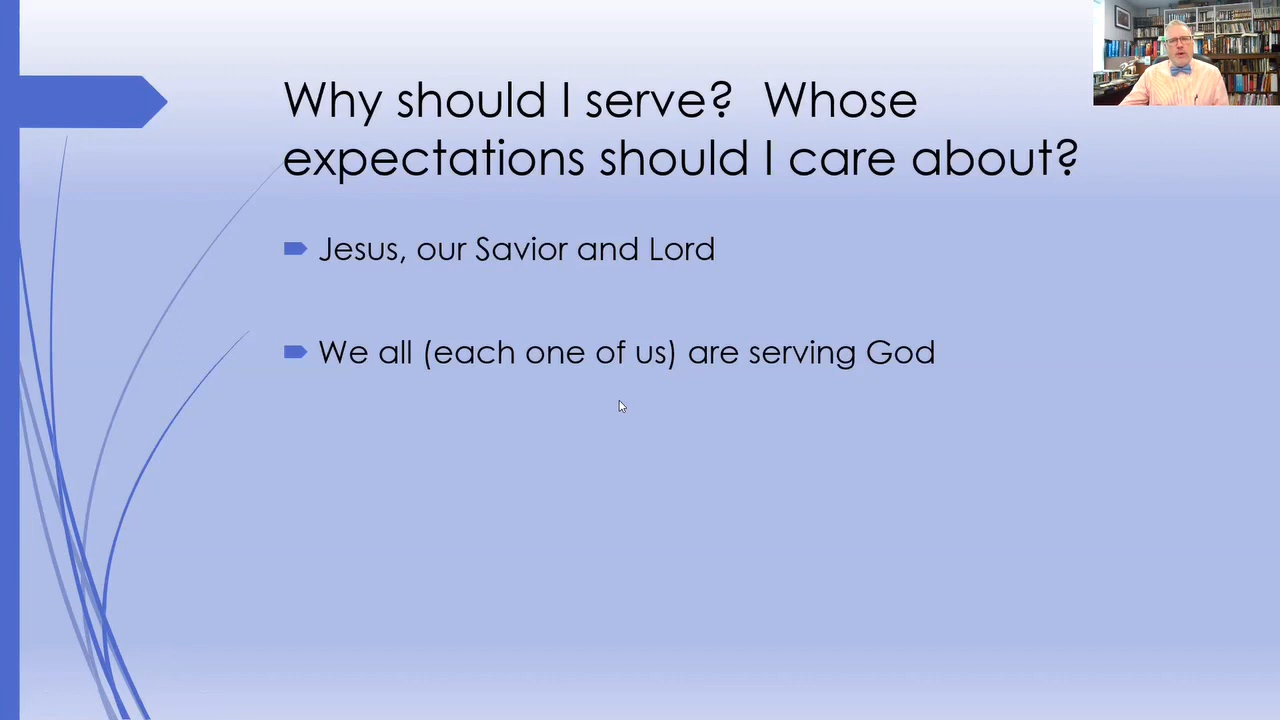 Why should I serve?  Whose
expectations should I care about?
Jesus, our Savior and Lord
We all (each one of us) are serving God